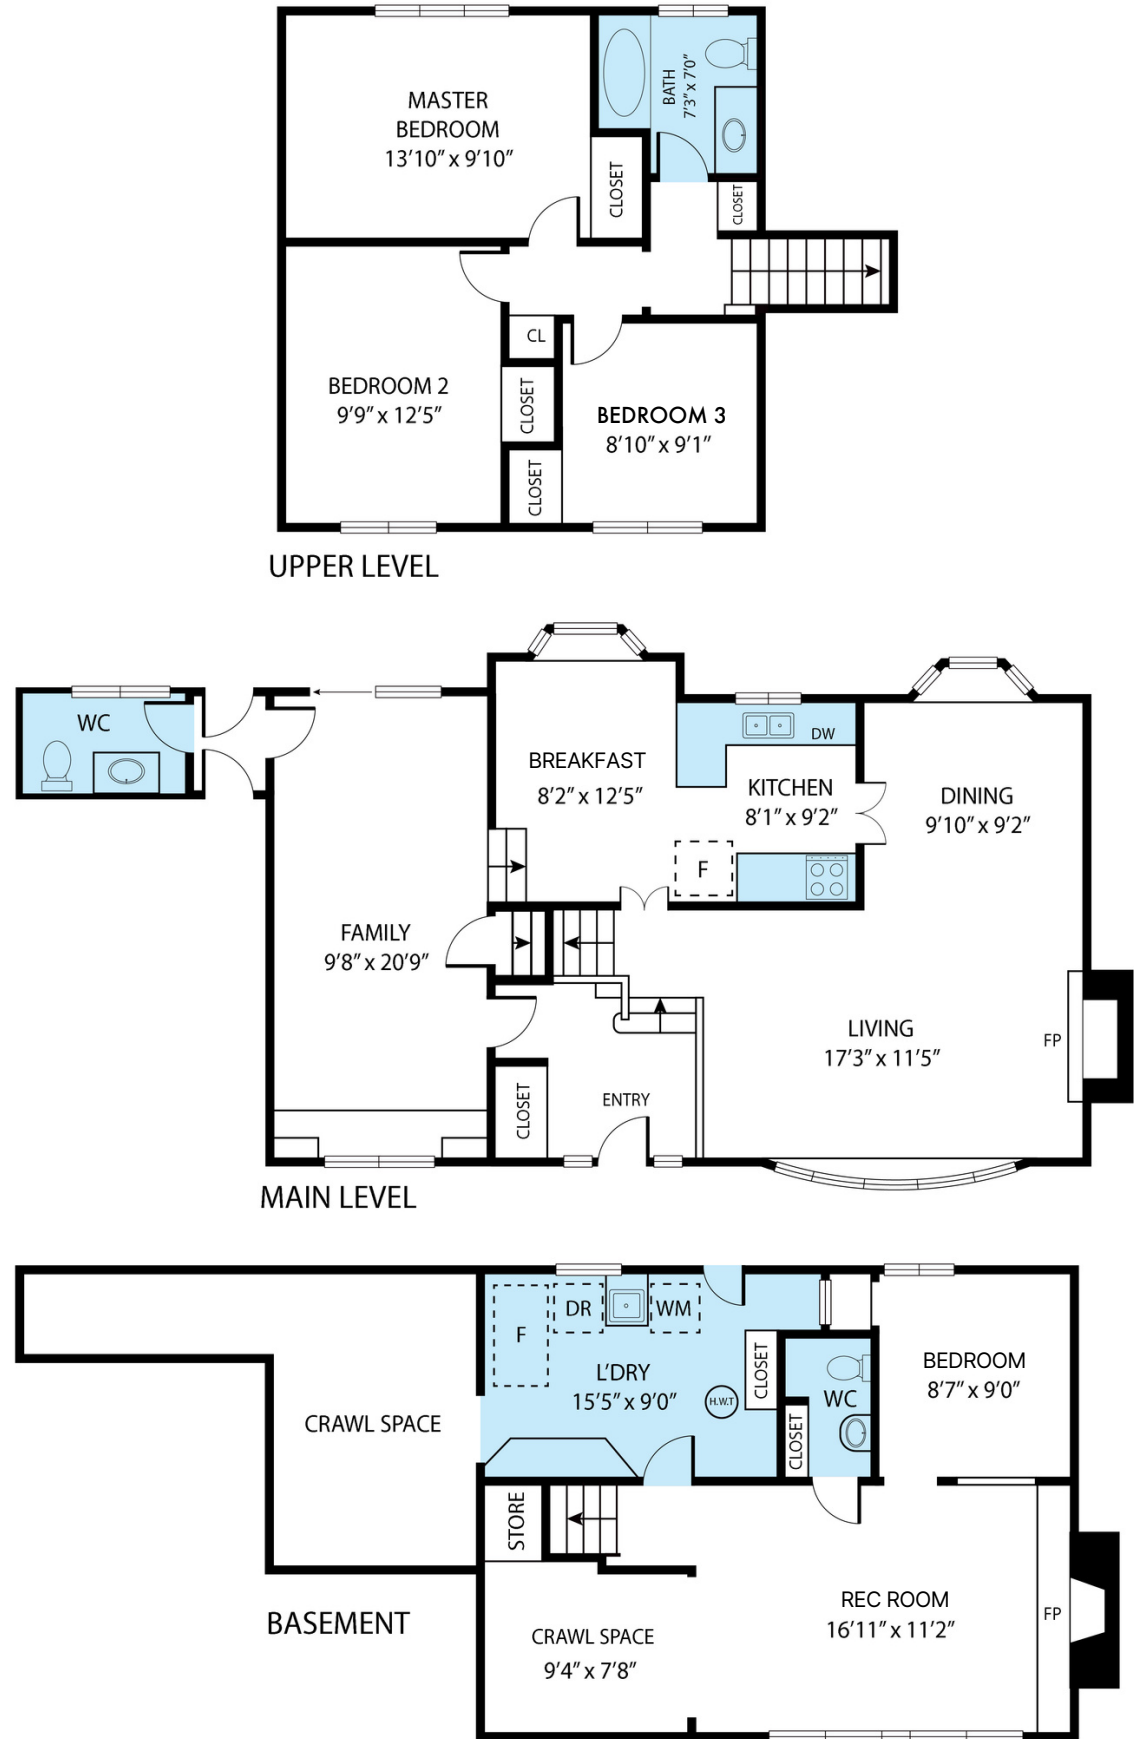 MASTER
BEDROOM
13'10" x 9'10"
BATH
7'3" x 7'0"
CLOSET
CLOSET
CL
BEDROOM 2
9'9" x 12'5"
CLOSET
BEDROOM 3
8'10" x 9'1"
CLOSET
UPPER LEVEL
WC
BREAKFAST
8'2" x 12'5"
DW
KITCHEN
8'1" x 9'2"
DINING
9'10" x 9'2"
F
FAMILY
9'8" x 20'9"
LIVING
17'3" x 11'5"
FP
CLOSET
ENTRY
MAIN LEVEL
F
DR
WM
L'DRY
15'5" x 9'0"
H.W.T
CLOSET
WC
CLOSET
BEDROOM
8'7" x 9'0"
CRAWL SPACE
STORE
BASEMENT
CRAWL SPACE
9'4" x 7'8"
REC ROOM
16'11" x 11'2"
FP